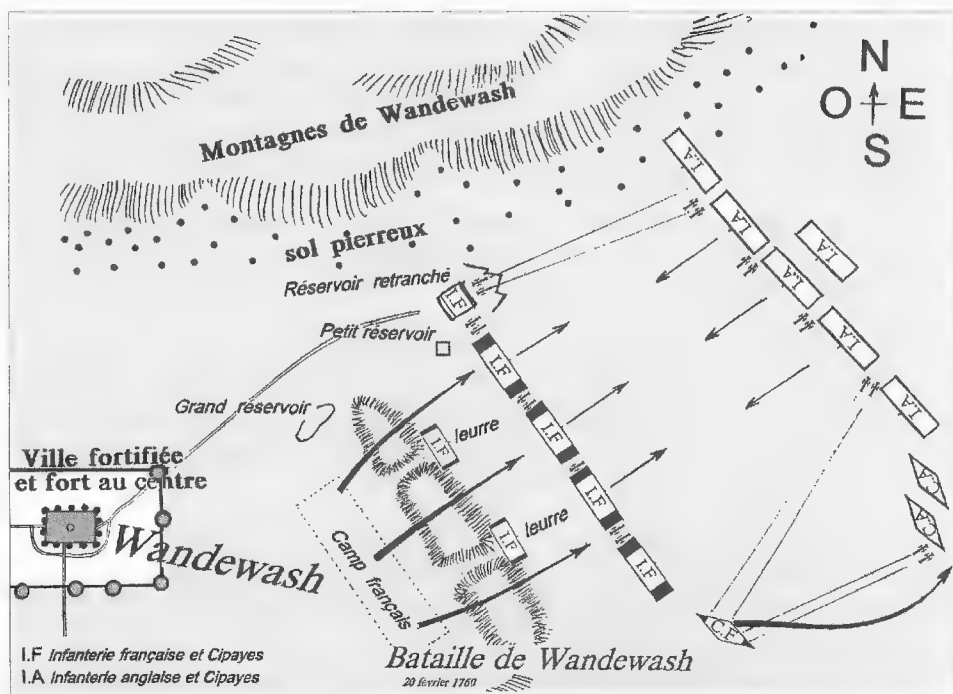 N
O E
S
Montagnes de Wandewash
sol pierreux
I.A
I.A
I.A
I.A
I.A
I.A
Réservoir retranché
I.F
Petit réservoir
I.F
Grand réservoir
I.F
leurre
I.F
Ville fortifiée
et fort au centre
Wandewash
Camp français
I.F
leurre
I.F
I.F
C.A
C.A
C.F
I.F Infanterie française et Cipayes
I.A Infanterie anglaise et Cipayes
Bataille de Wandewash
20 février 1760